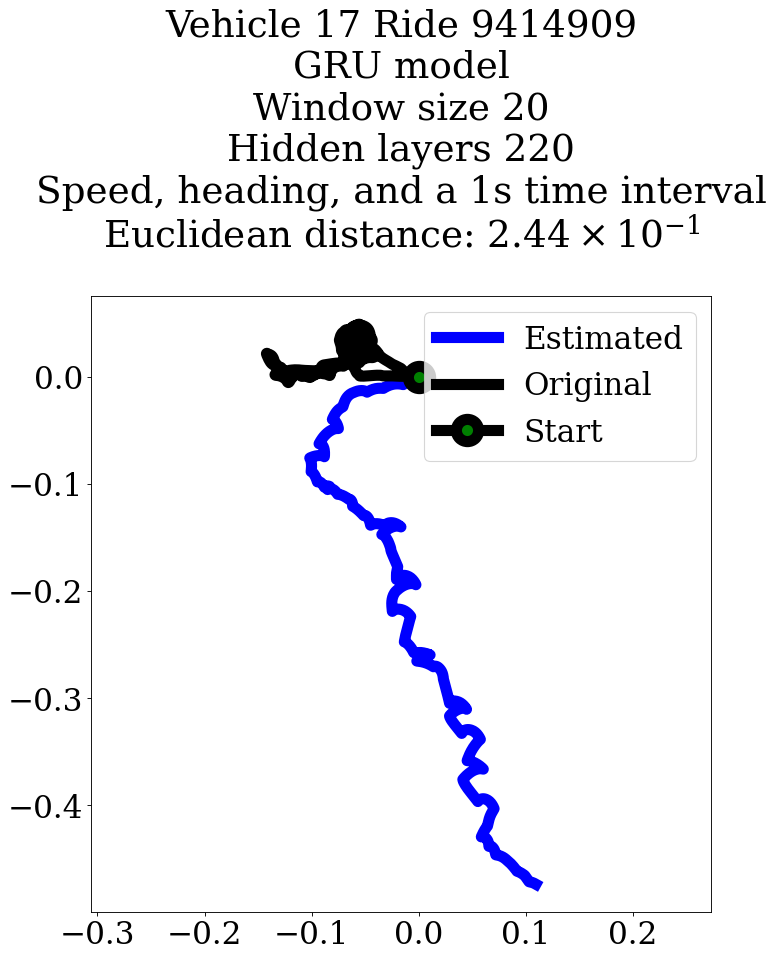 Vehicle 17 Ride 9414909
GRU model
Window size 20
Hidden layers 220
Speed, heading, and a 1s time interval
Euclidean distance: 2.44 × 10⁻¹
Estimated
Original
Start
0.0
−0.1
−0.2
−0.3
−0.4
−0.3 −0.2 −0.1 0.0 0.1 0.2